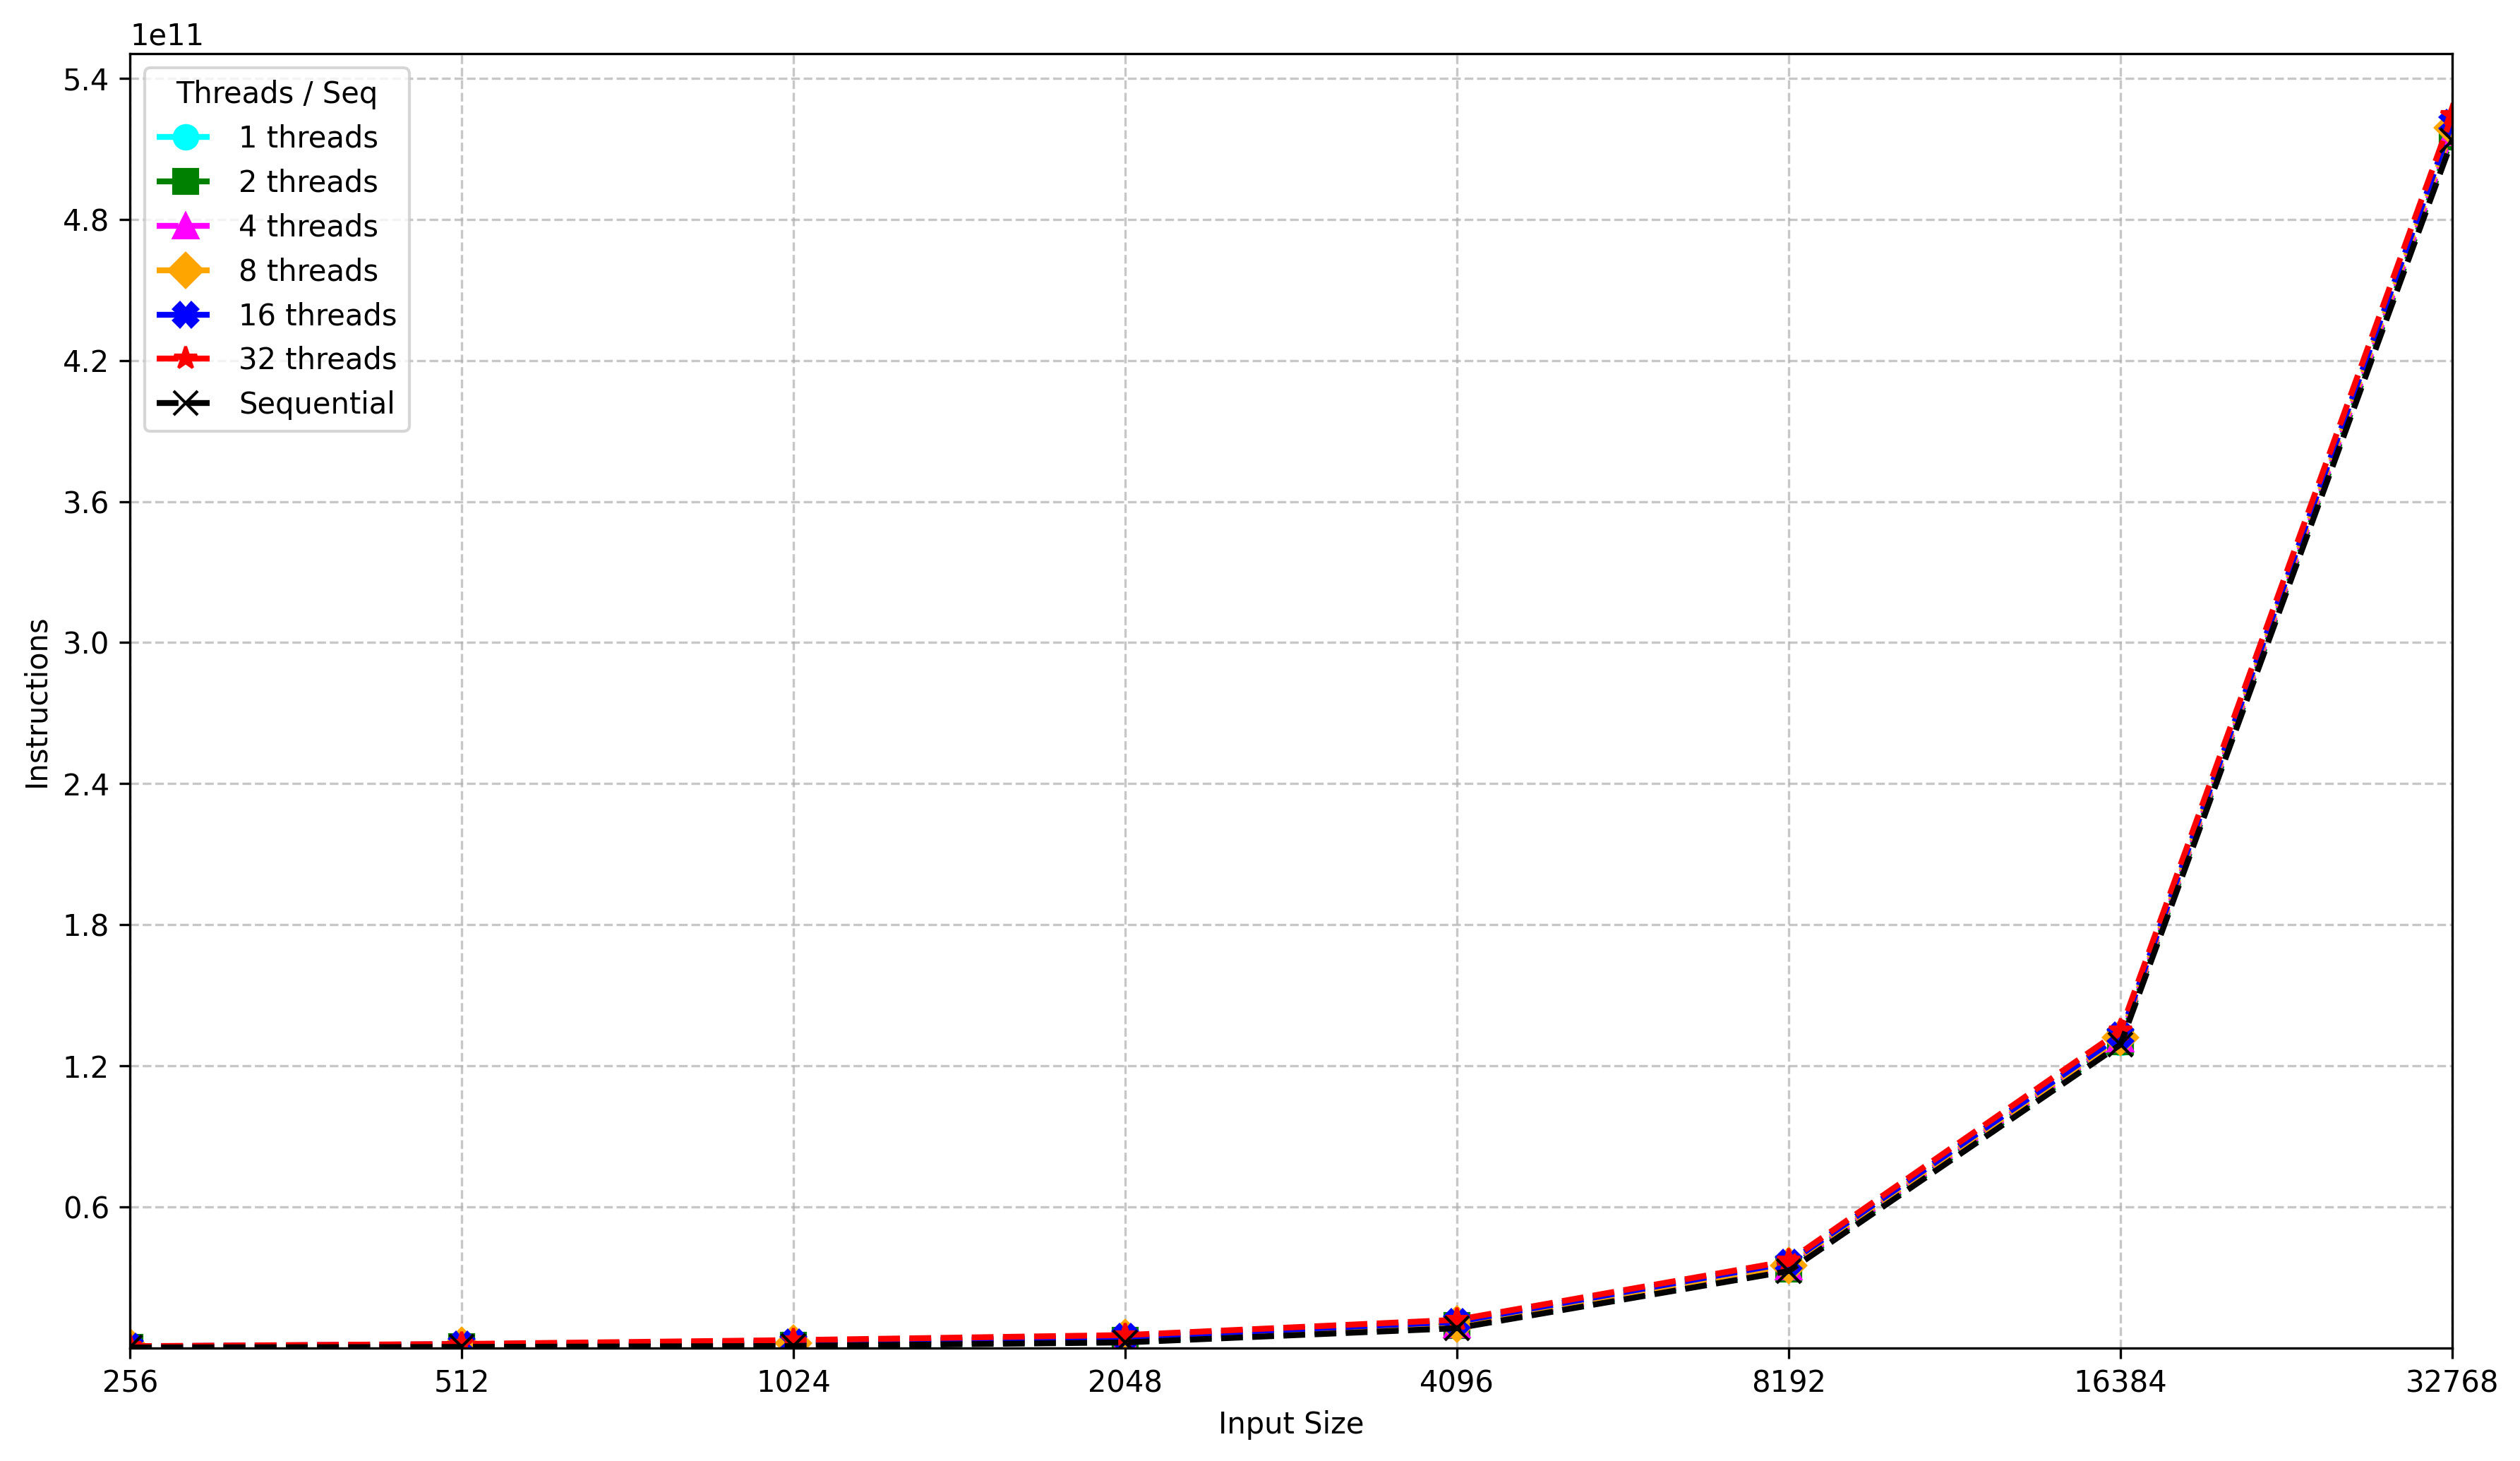 1e11
5.4
4.8
4.2
3.6
3.0
2.4
1.8
1.2
0.6
Instructions
Threads / Seq
1 threads
2 threads
4 threads
8 threads
16 threads
32 threads
Sequential
256 512 1024 2048 4096 8192 16384 32768
Input Size